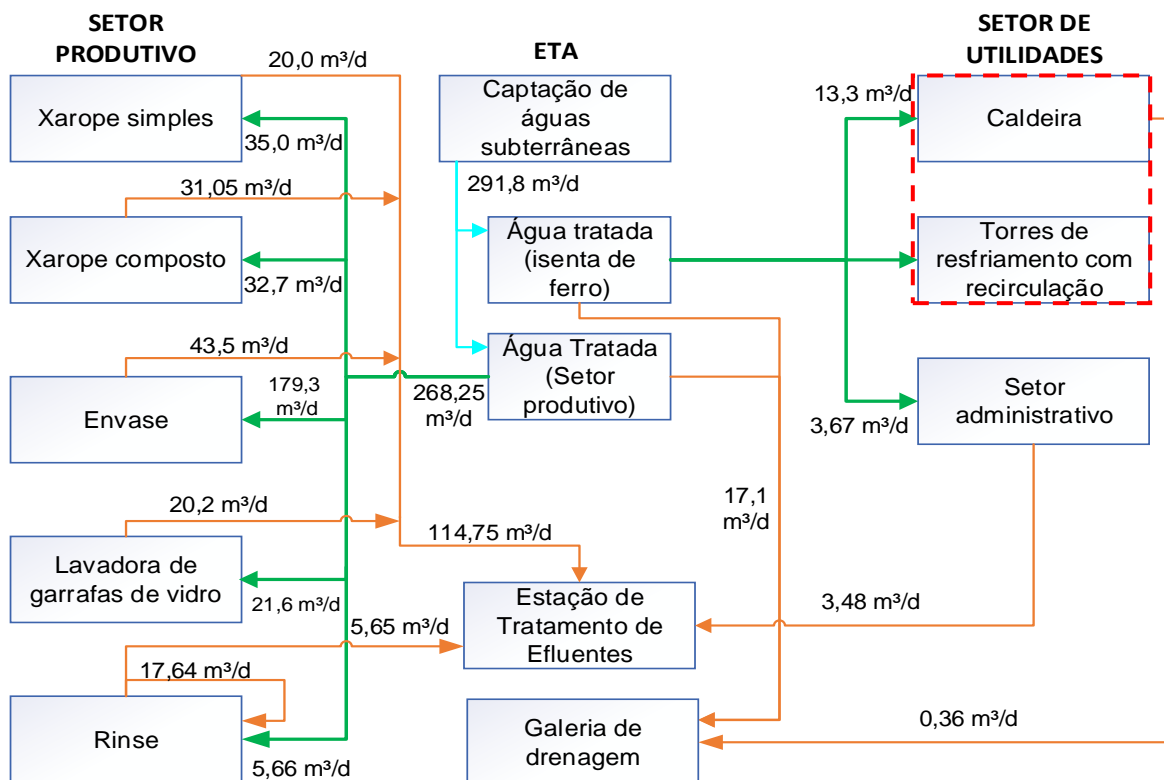 SETOR
PRODUTIVO
ETA
SETOR DE
UTILIDADES
20,0 m³/d
Xarope simples
35,0 m³/d
Captação de
águas
subterrâneas
13,3 m³/d
Caldeira
291,8 m³/d
31,05 m³/d
Xarope composto
32,7 m³/d
Água tratada
(isenta de
ferro)
Torres de
resfriamento com
recirculação
43,5 m³/d
Envase
179,3
m³/d
268,25
m³/d
Água Tratada
(Setor
produtivo)
Setor
administrativo
3,67 m³/d
20,2 m³/d
Lavadora de
garrafas de vidro
21,6 m³/d
114,75 m³/d
17,1
m³/d
Estação de
Tratamento de
Efluentes
3,48 m³/d
5,65 m³/d
17,64 m³/d
Rinse
5,66 m³/d
Galeria de
drenagem
0,36 m³/d